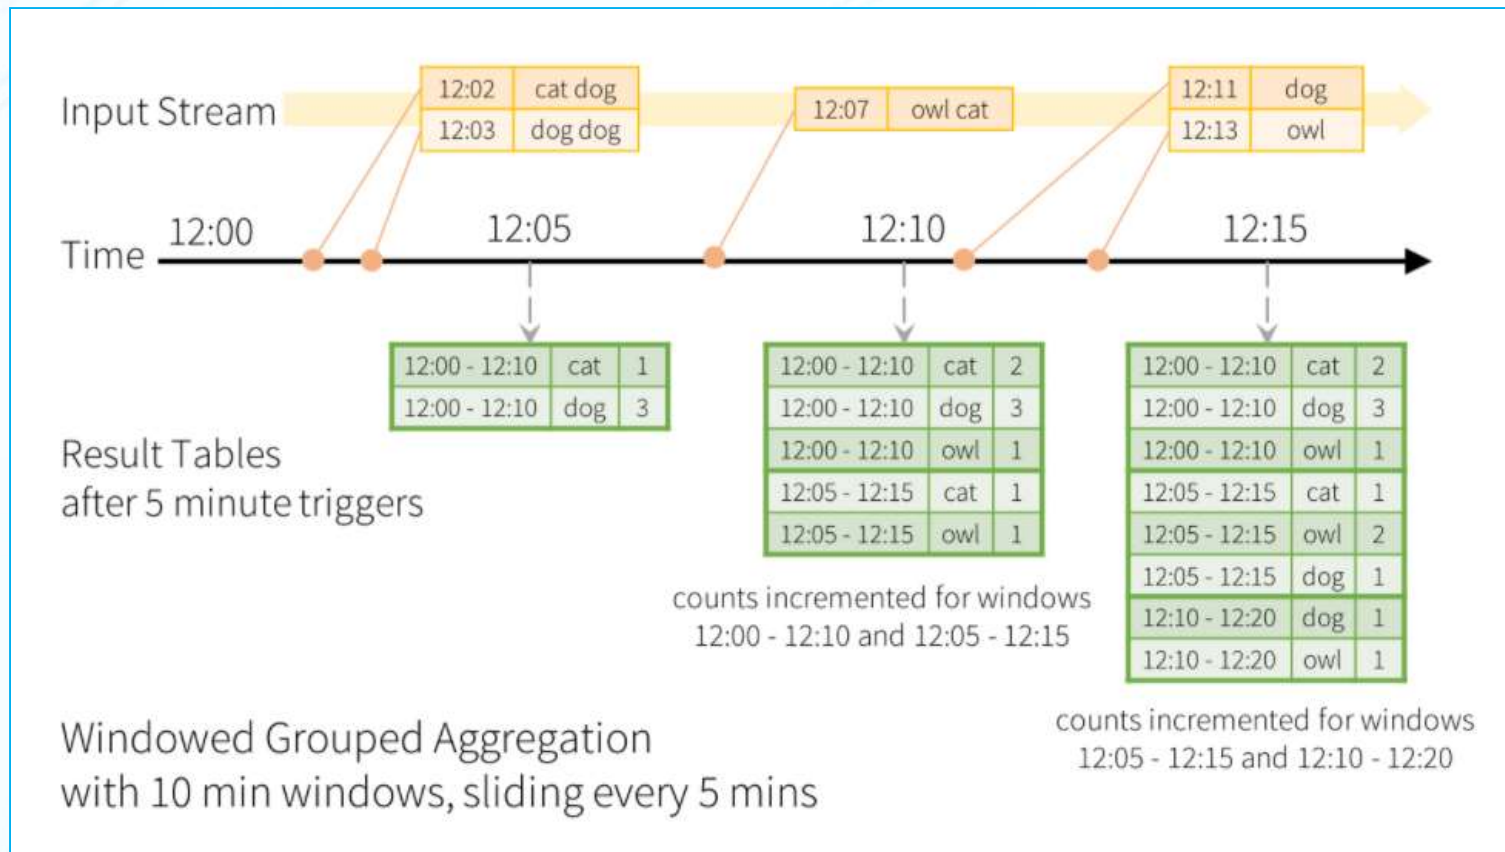 Input Stream
12:02 cat dog
12:03 dog dog
12:07 owl cat
12:11 dog
12:13 owl
Time
12:00
12:05
12:10
12:15
12:00 - 12:10 cat 1
12:00 - 12:10 dog 3
12:00 - 12:10 cat 2
12:00 - 12:10 dog 3
12:00 - 12:10 owl 1
12:05 - 12:15 cat 1
12:05 - 12:15 owl 1
12:00 - 12:10 cat 2
12:00 - 12:10 dog 3
12:00 - 12:10 owl 1
12:05 - 12:15 cat 1
12:05 - 12:15 owl 2
12:05 - 12:15 dog 1
12:10 - 12:20 dog 1
12:10 - 12:20 owl 1
Result Tables
after 5 minute triggers
counts incremented for windows
12:00 - 12:10 and 12:05 - 12:15
counts incremented for windows
12:05 - 12:15 and 12:10 - 12:20
Windowed Grouped Aggregation
with 10 min windows, sliding every 5 mins